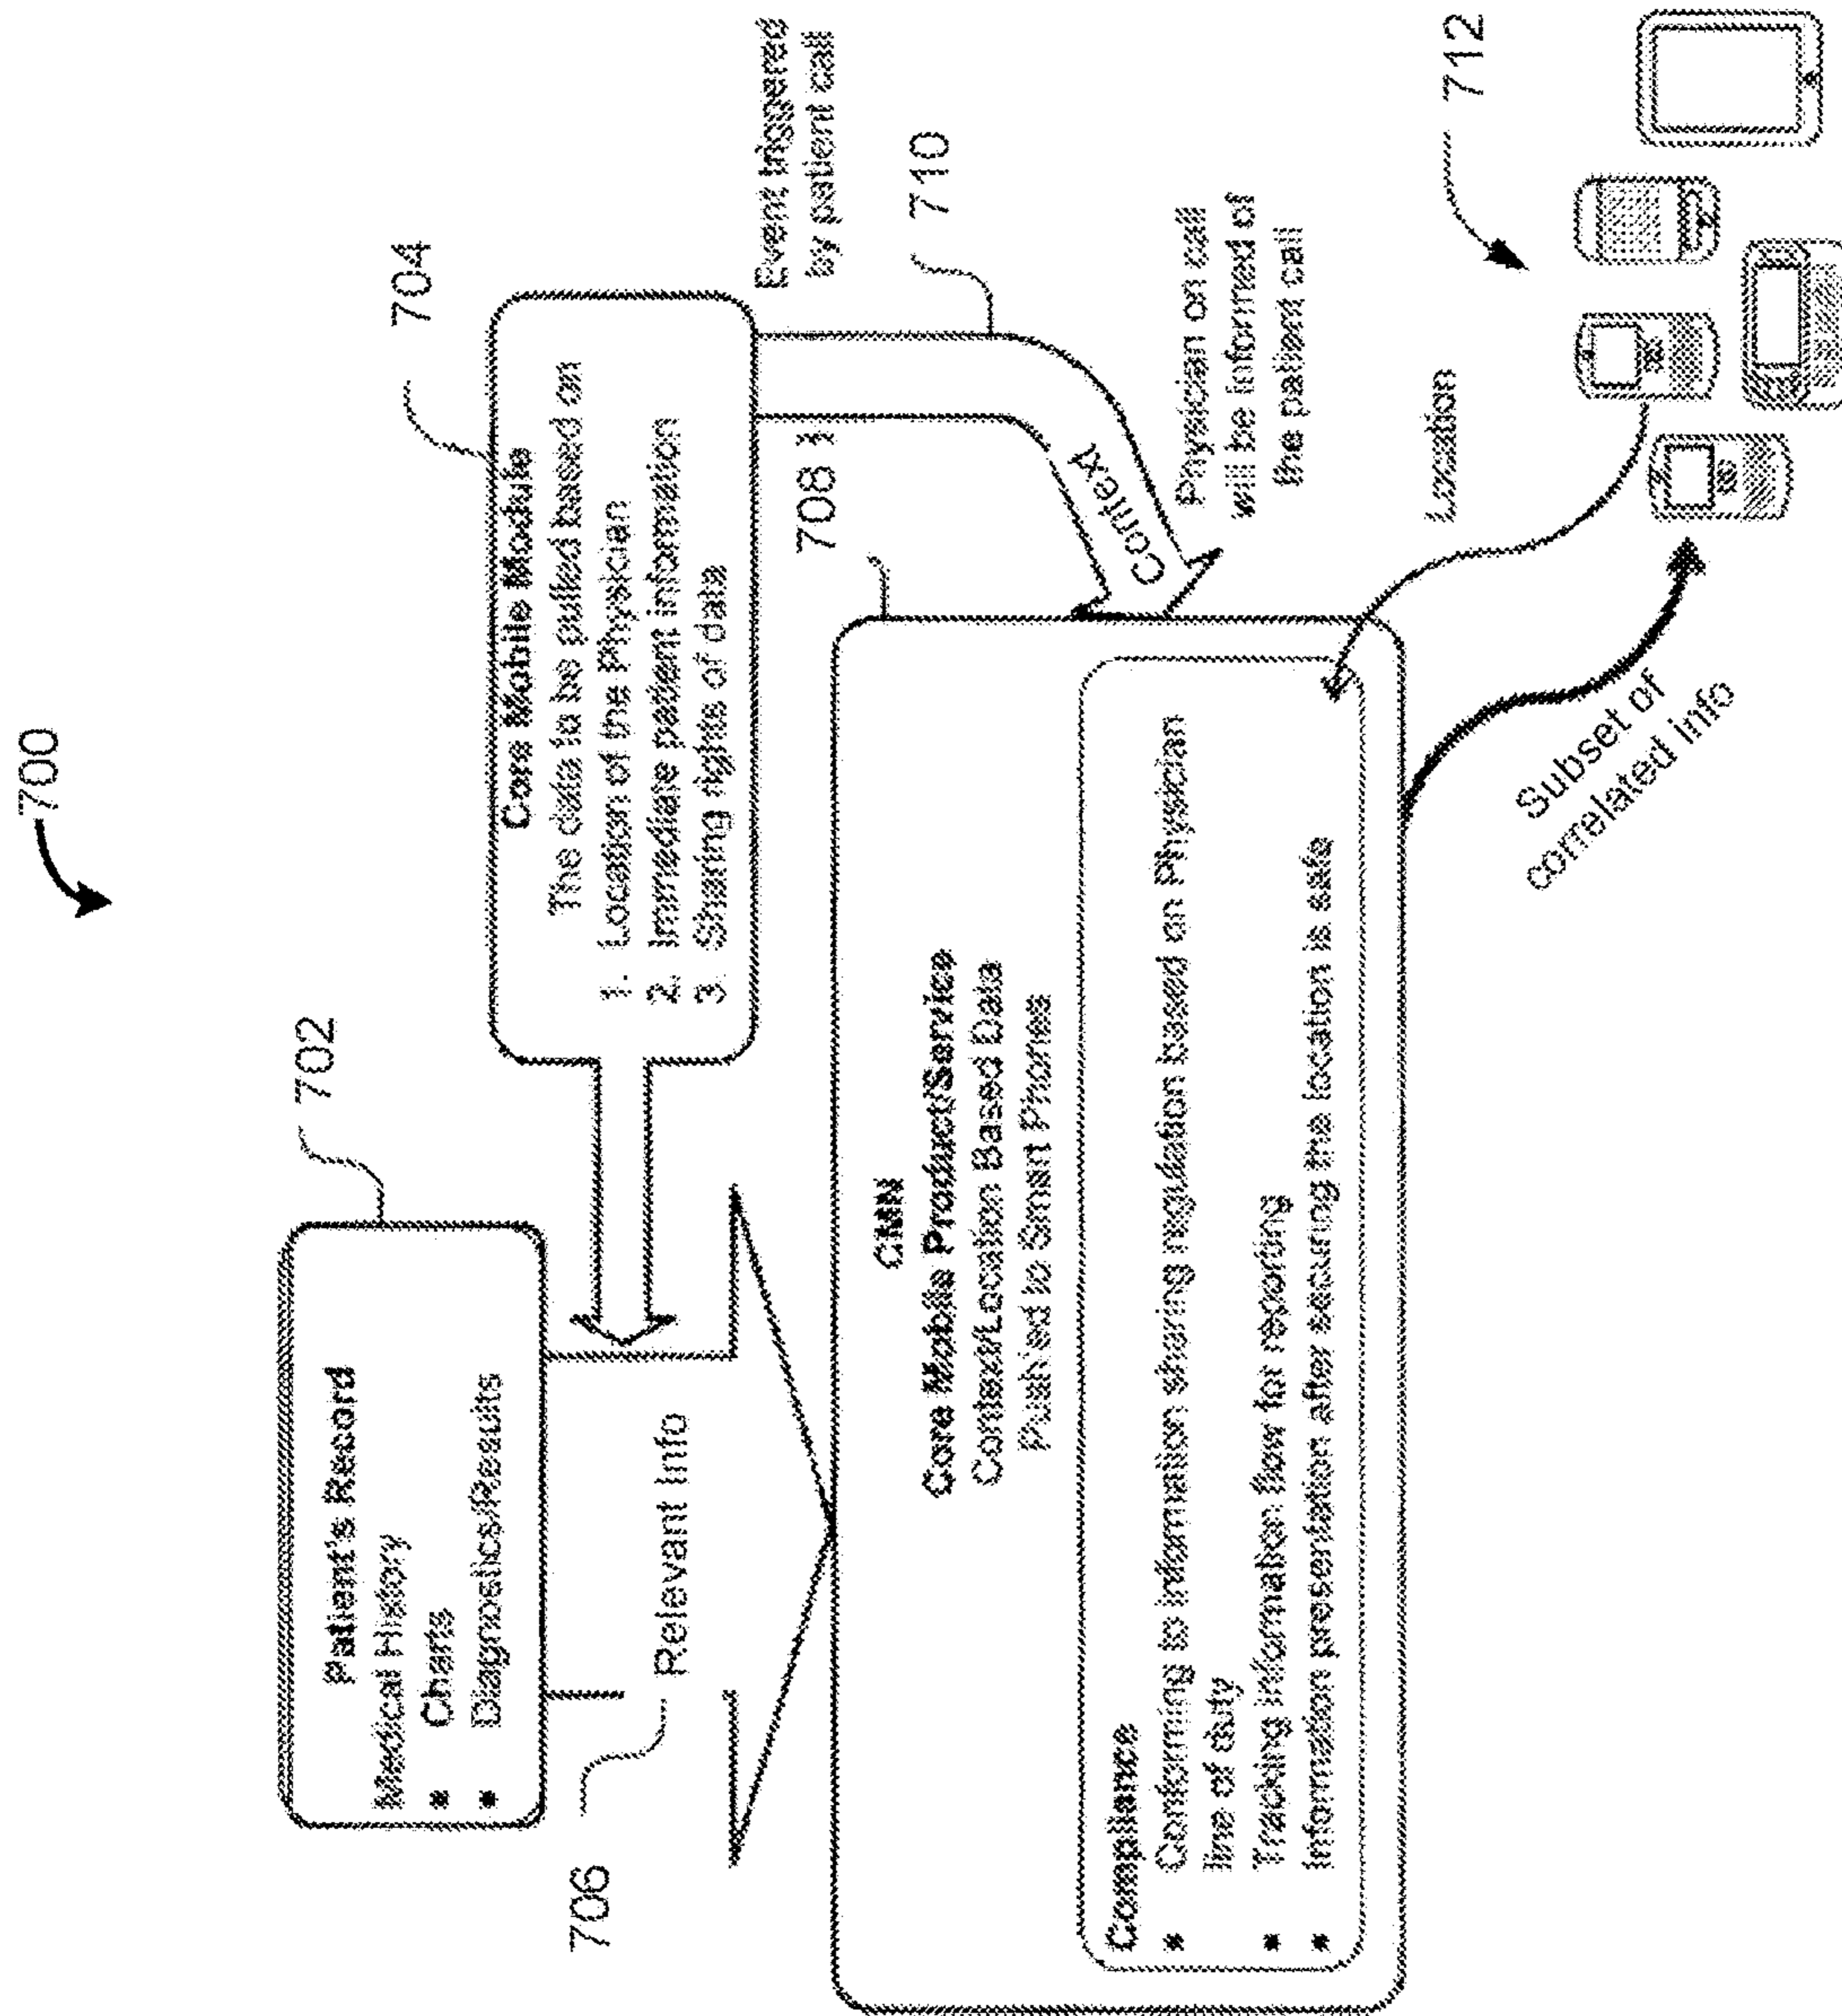 700
702
Patient's Record
Medical History
▪ Charts
▪ Diagnostics/Results
704
Core Mobile Module
The data to be pulled based on
1. Location of the Physician
2. Immediate patient information
3. Sharing rights of data
706
Relevant Info
Event triggered
by patient call
710
708
Context
CMN
Core Mobile Product/Service
Context/Location Based Data
Pushed to Smart Phones
Physician on call
will be informed of
the patient call
Compliance
▪ Conforming to information sharing regulation based on Physician
line of duty
▪ Tracking information flow for reporting
▪ Information presentation after securing the location is safe
Location
712
Subset of
correlated info